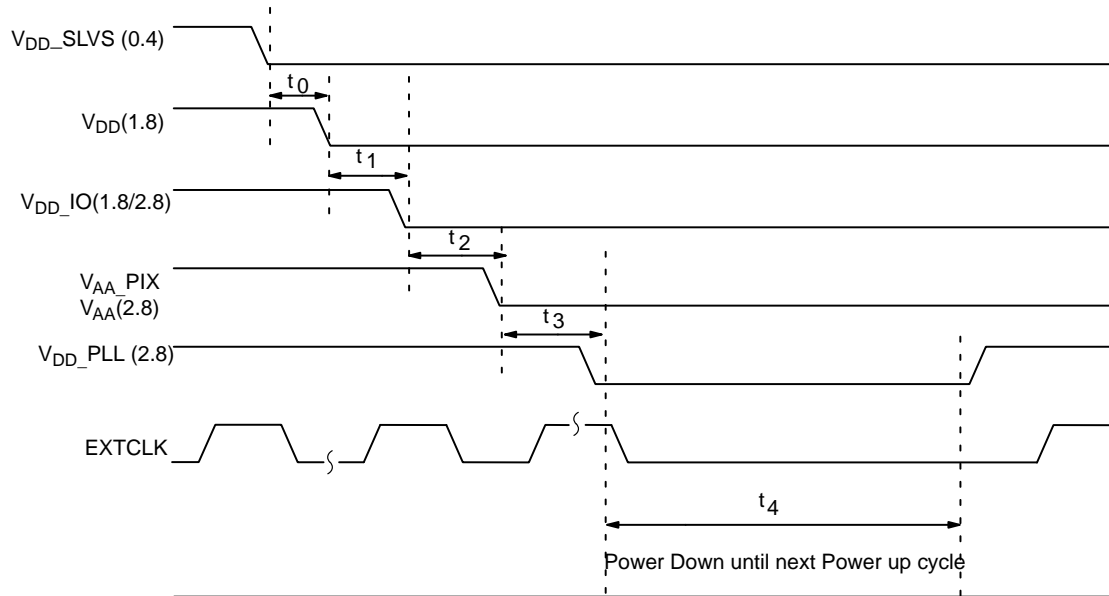 VDD_SLVS (0.4)
t0
VDD(1.8)
t1
VDD_IO(1.8/2.8)
t2
VAA_PIX
VAA(2.8)
t3
VDD_PLL (2.8)
EXTCLK
t4
Power Down until next Power up cycle